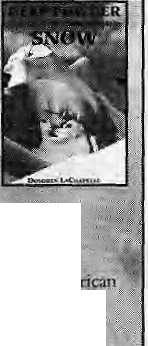 DEEP POWDER
SNOW
DOLORES LACHAPELLE
rican